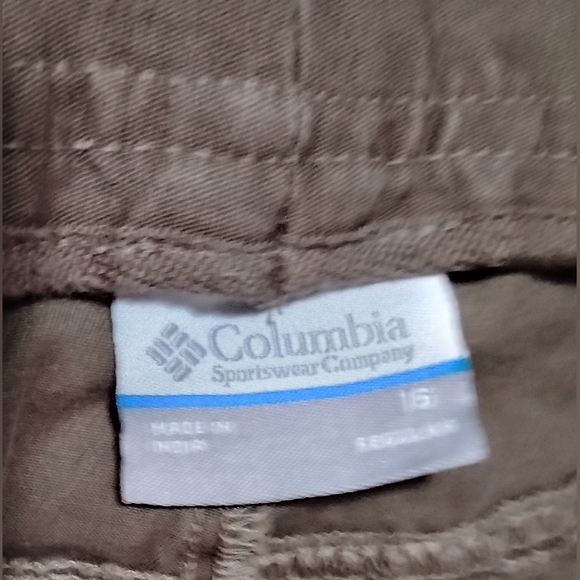 Columbia
Sportswear Company
16
MADE IN
INDIA
REGULAR